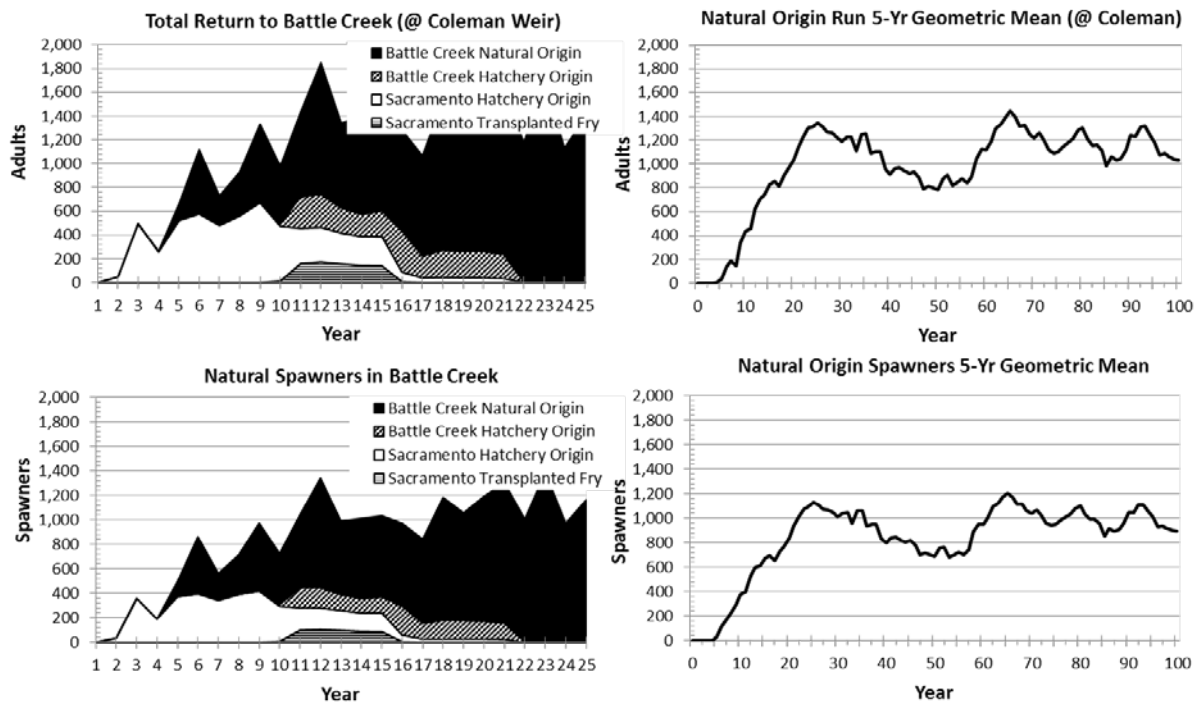 Total Return to Battle Creek (@ Coleman Weir)
2,000
1,800
1,600
1,400
1,200
1,000
800
600
400
200
0
Adults
Battle Creek Natural Origin
Battle Creek Hatchery Origin
Sacramento Hatchery Origin
Sacramento Transplanted Fry
1 2 3 4 5 6 7 8 9 10 11 12 13 14 15 16 17 18 19 20 21 22 23 24 25
Year
Natural Origin Run 5-Yr Geometric Mean (@ Coleman)
2,000
1,800
1,600
1,400
1,200
1,000
800
600
400
200
0
Adults
0 10 20 30 40 50 60 70 80 90 100
Year
Natural Spawners in Battle Creek
2,000
1,800
1,600
1,400
1,200
1,000
800
600
400
200
0
Spawners
Battle Creek Natural Origin
Battle Creek Hatchery Origin
Sacramento Hatchery Origin
Sacramento Transplanted Fry
1 2 3 4 5 6 7 8 9 10 11 12 13 14 15 16 17 18 19 20 21 22 23 24 25
Year
Natural Origin Spawners 5-Yr Geometric Mean
2,000
1,800
1,600
1,400
1,200
1,000
800
600
400
200
0
Spawners
0 10 20 30 40 50 60 70 80 90 100
Year